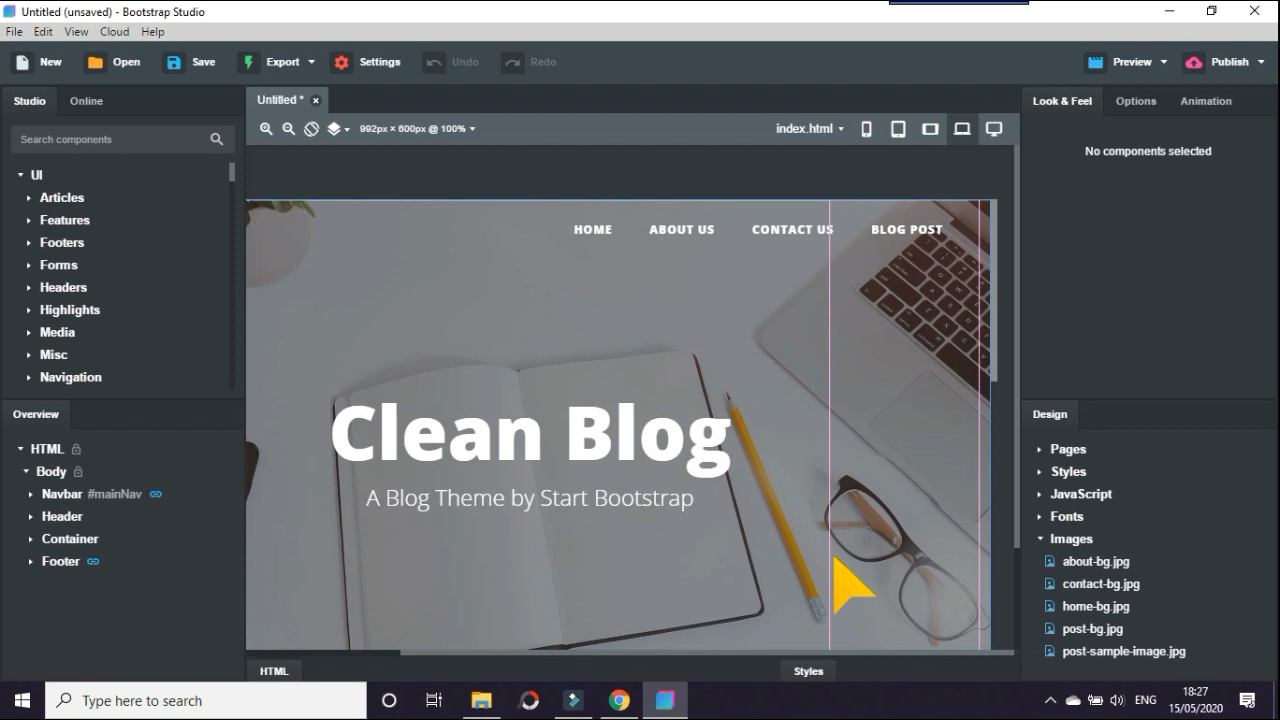 Untitled (unsaved) - Bootstrap Studio
File Edit View Cloud Help
New Open Save Export Settings Undo Redo Preview Publish
Studio Online
Untitled *
Look & Feel Options Animation
Search components
992px × 600px @ 100%
index.html
No components selected
UI
Articles
Features
Footers
Forms
Headers
Highlights
Media
Misc
Navigation
HOME ABOUT US CONTACT US BLOG POST
Clean Blog
A Blog Theme by Start Bootstrap
Overview
HTML
Body
Navbar #mainNav
Header
Container
Footer
Design
Pages
Styles
JavaScript
Fonts
Images
about-bg.jpg
contact-bg.jpg
home-bg.jpg
post-bg.jpg
post-sample-image.jpg
HTML Styles
Type here to search
ENG
18:27
15/05/2020